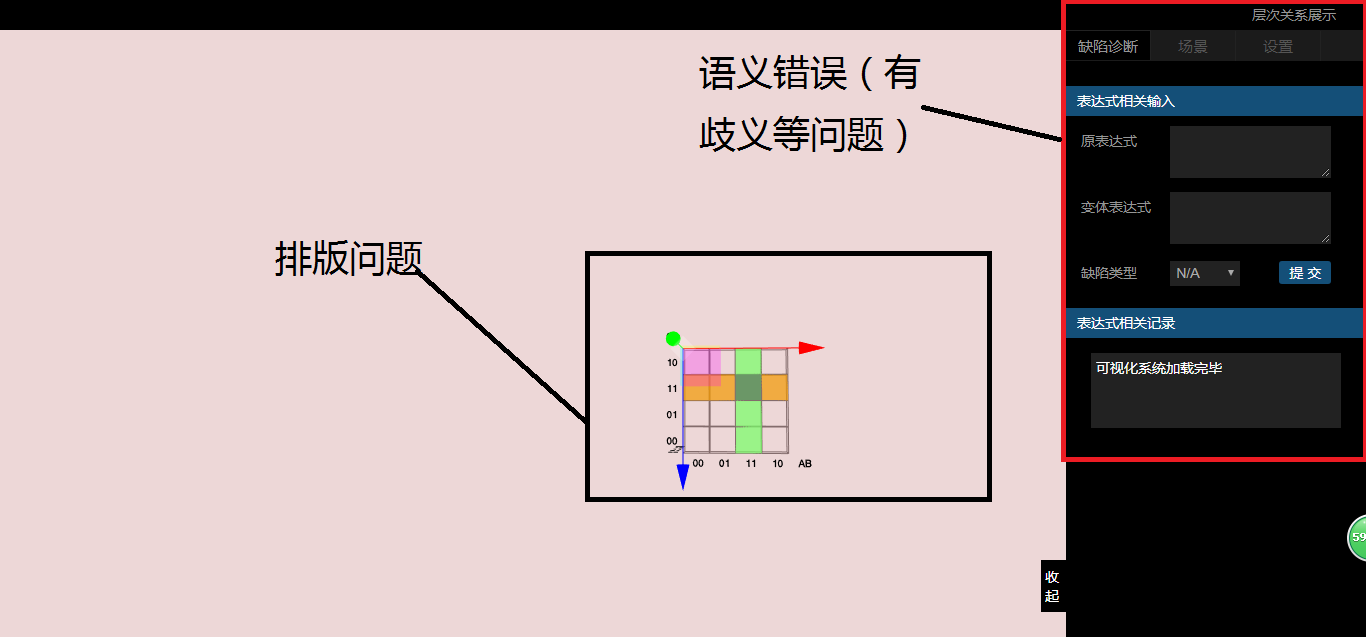 层次关系展示
缺陷诊断 场景 设置
语义错误（有
歧义等问题）
表达式相关输入
原表达式
变体表达式
缺陷类型 N/A 提交
表达式相关记录
可视化系统加载完毕
排版问题
10
11
01
00
00 01 11 10 AB
收
起
59